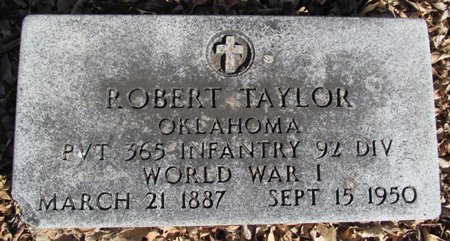 ROBERT TAYLOR
OKLAHOMA
PVT 365 INFANTRY 92 DIV
WORLD WAR I
MARCH 21 1887 SEPT 15 1950